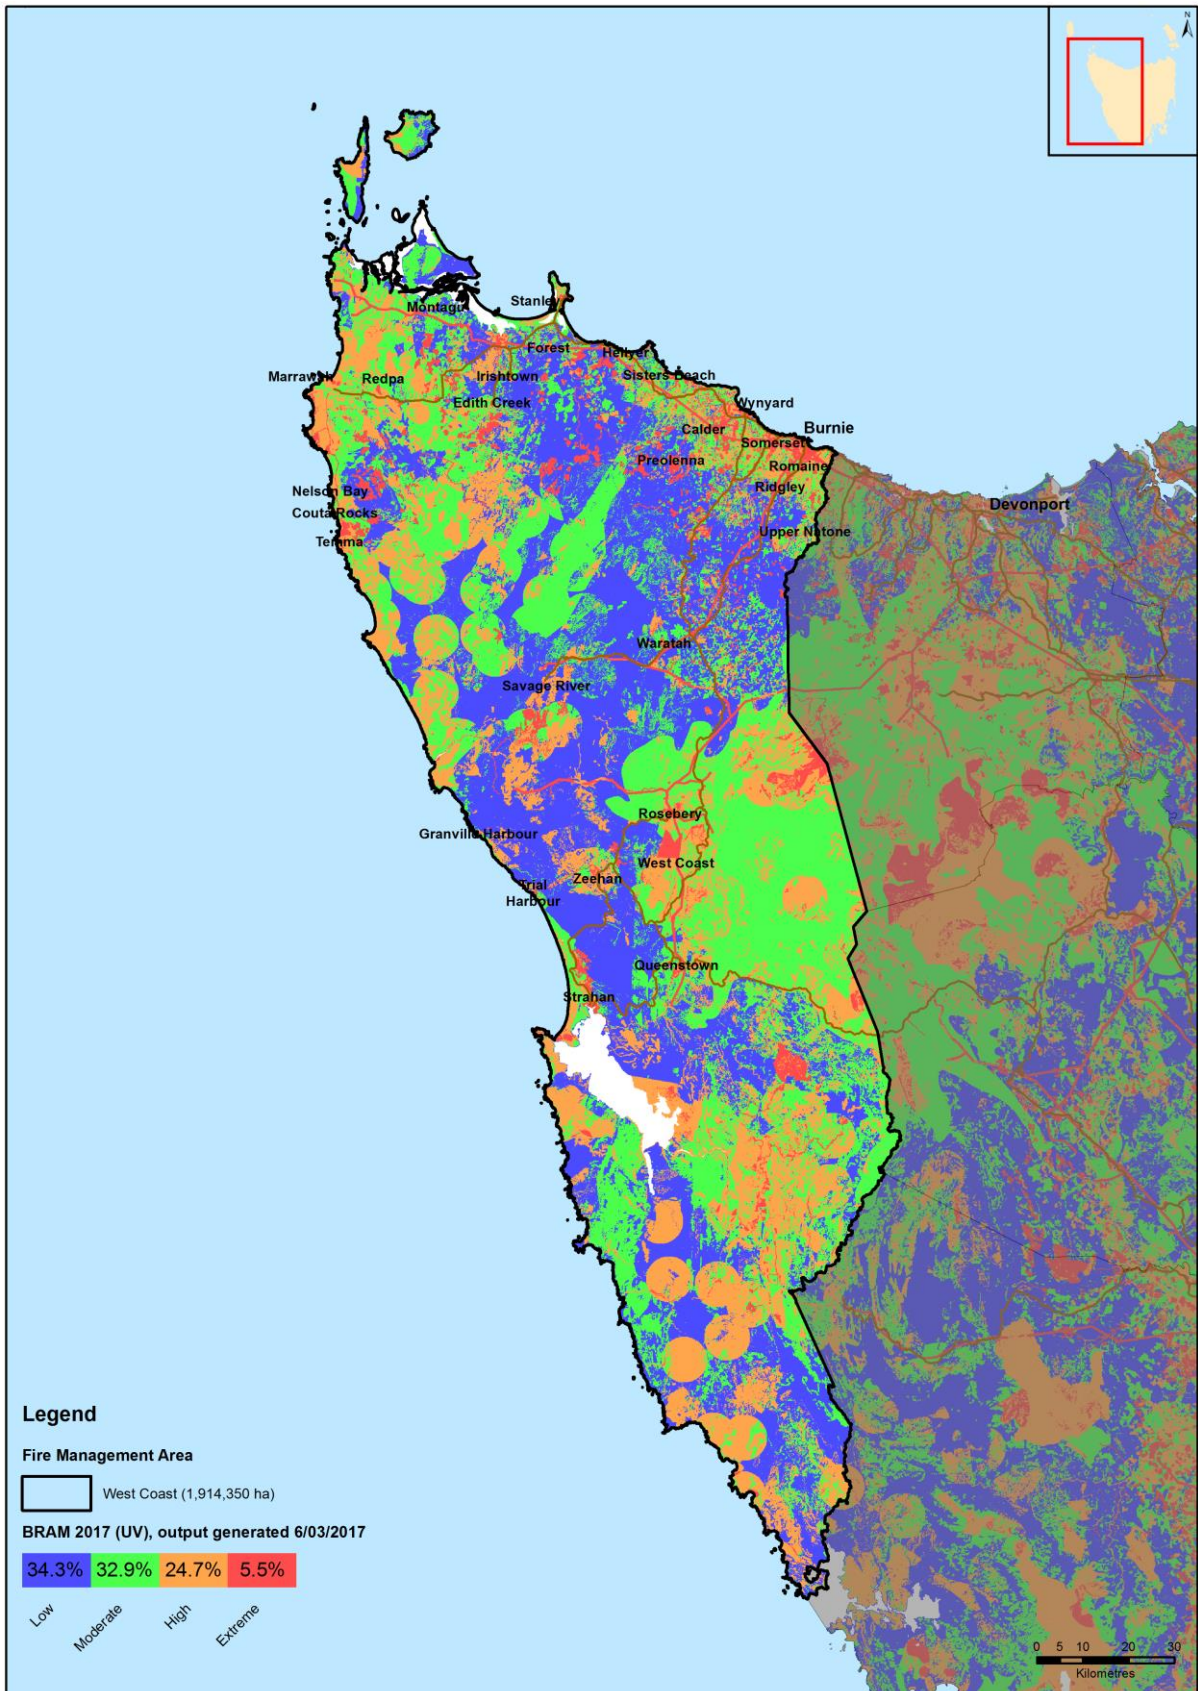 N
Stanley
Montagu
Forest
Hellyer
Marrawah
Redpa
Irishtown
Sisters Beach
Edith Creek
Wynyard
Calder
Burnie
Somerset
Preolenna
Romaine
Ridgley
Nelson Bay
Couta Rocks
Devonport
Temma
Upper Natone
Waratah
Savage River
Rosebery
Granville Harbour
West Coast
Zeehan
Trial
Harbour
Queenstown
Strahan
Legend
Fire Management Area
West Coast (1,914,350 ha)
BRAM 2017 (UV), output generated 6/03/2017
34.3% 32.9% 24.7% 5.5%
Low Moderate High Extreme
0 5 10 20 30
Kilometres